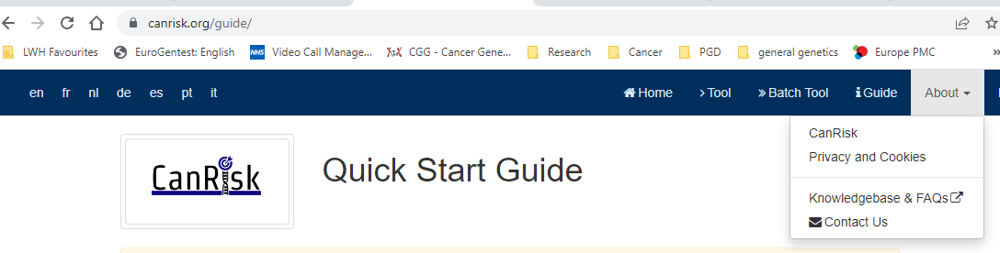 canrisk.org/guide/
LWH Favourites EuroGentest: English NHS Video Call Manage... CGG - Cancer Gene... Research Cancer PGD general genetics Europe PMC »
en fr nl de es pt it Home Tool Batch Tool Guide About
CanRisk
Privacy and Cookies
Knowledgebase & FAQs
Contact Us
CanRisk
Quick Start Guide